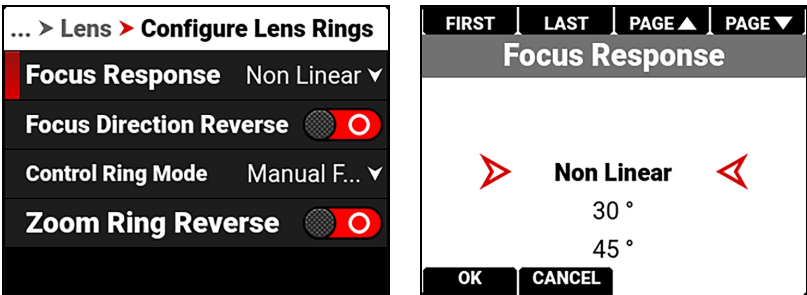 ... > Lens > Configure Lens Rings
Focus Response Non Linear
Focus Direction Reverse
Control Ring Mode Manual F...
Zoom Ring Reverse
FIRST LAST PAGE▲ PAGE▼
Focus Response
Non Linear
30 °
45 °
OK CANCEL